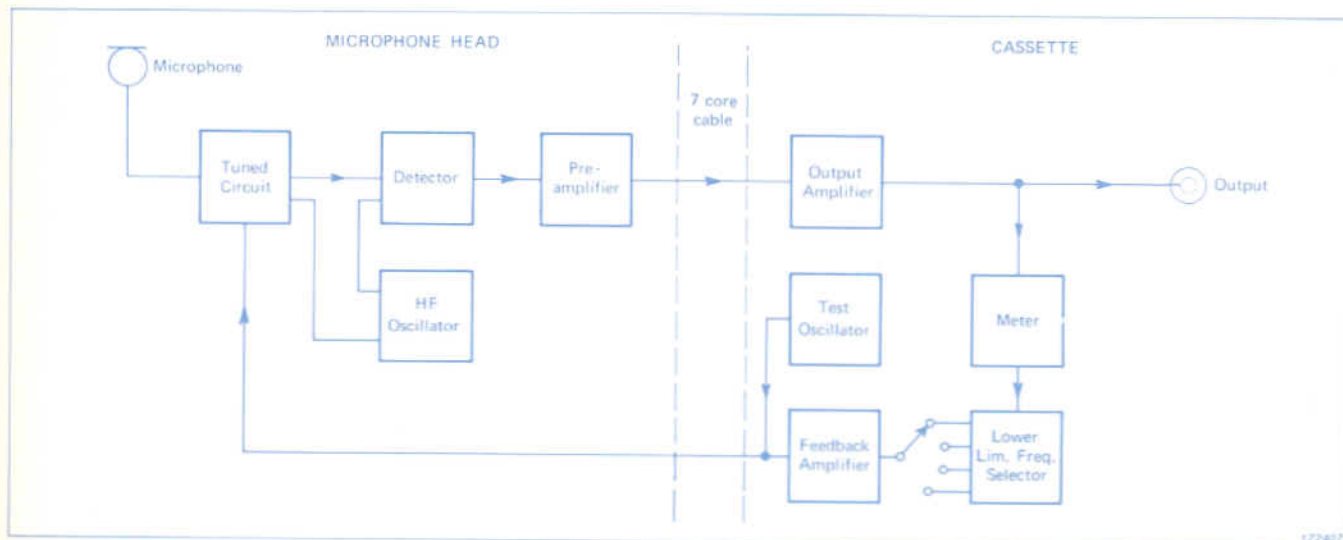 MICROPHONE HEAD
CASSETTE
Microphone
7 core
cable
Tuned
Circuit
Detector
Pre-
amplifier
Output
Amplifier
Output
HF
Oscillator
Test
Oscillator
Meter
Feedback
Amplifier
Lower
Lim. Freq.
Selector